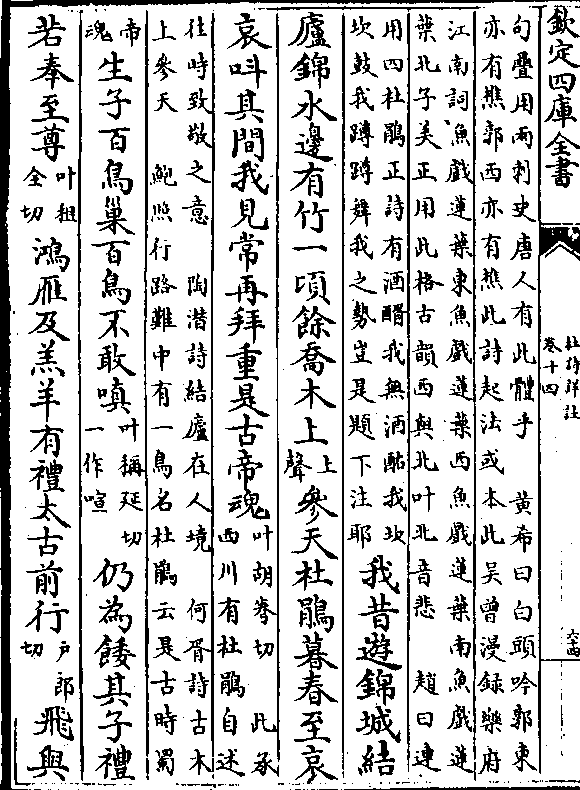 欽定四庫全書
杜詩詳註
卷十四
句疊用兩刺史唐人有此體乎 黃希曰白頭吟郭東
亦有樵郭西亦有樵此詩起法或本此吳曾漫錄樂府
江南詞魚戲蓮葉東魚戲蓮葉西魚戲蓮葉南魚戲蓮
葉北子美正用此格古韻西與北叶北音悲 趙曰連
用四杜鵑正詩有酒醑我無酒酤我坎
坎鼓我蹲蹲舞我之勢豈是題下注耶
我昔遊錦城結
廬錦水邊有竹一頃餘喬木上上聲參天杜鵑暮春至哀
哀叫其間我見常再拜重是古帝魂叶胡拳切 此承
西川有杜鵑自述
往時致敬之意 陶潛詩結廬在人境 何胥詩古木
上參天 鮑照行路難中有一鳥名杜鵑云是古時蜀
帝魂
生子百鳥巢百鳥不敢嗔叶稱延切一作喧仍為餧其子禮
若奉至尊叶租全切鴻雁及羔羊有禮太古前行戶郎切飛與